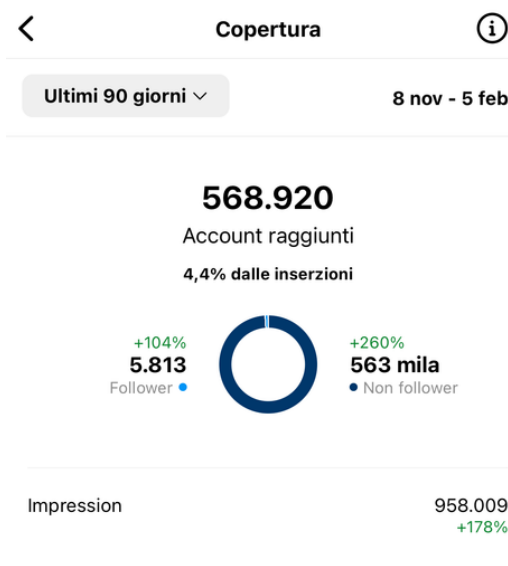 Copertura
Ultimi 90 giorni
8 nov - 5 feb
568.920
Account raggiunti
4,4% dalle inserzioni
+104%
5.813
Follower
+260%
563 mila
Non follower
Impression
958.009
+178%